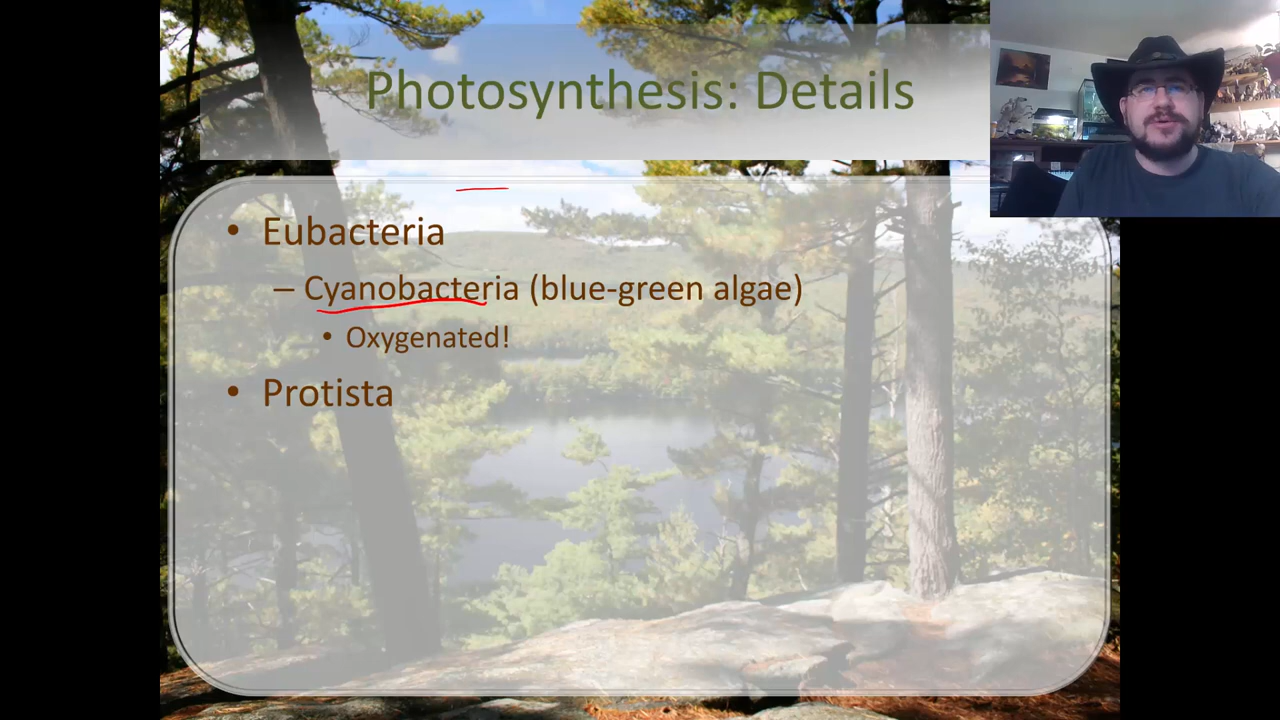 Photosynthesis: Details
• Eubacteria
– Cyanobacteria (blue-green algae)
• Oxygenated!
• Protista